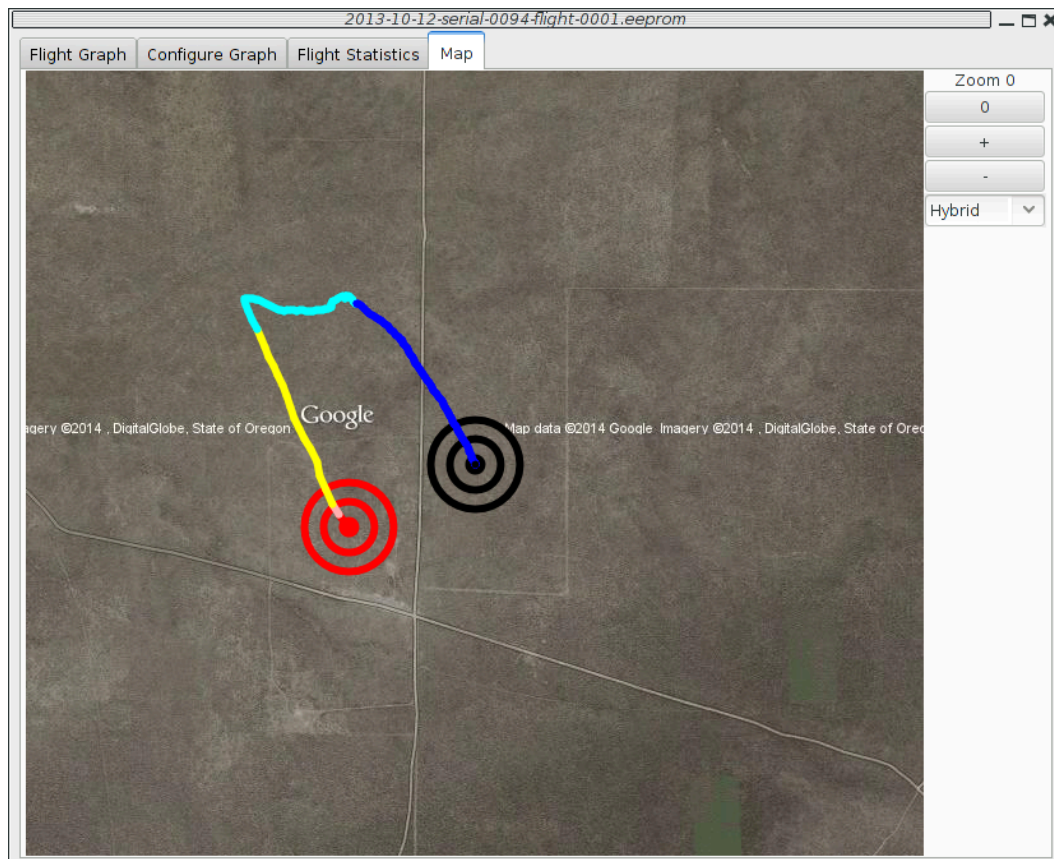 2013-10-12-serial-0094-flight-0001.eeprom
Flight Graph
Configure Graph
Flight Statistics
Map
Zoom 0
0
+
-
Hybrid
Google
agery ©2014 , DigitalGlobe, State of Oregon
Map data ©2014 Google Imagery ©2014 , DigitalGlobe, State of Oreg